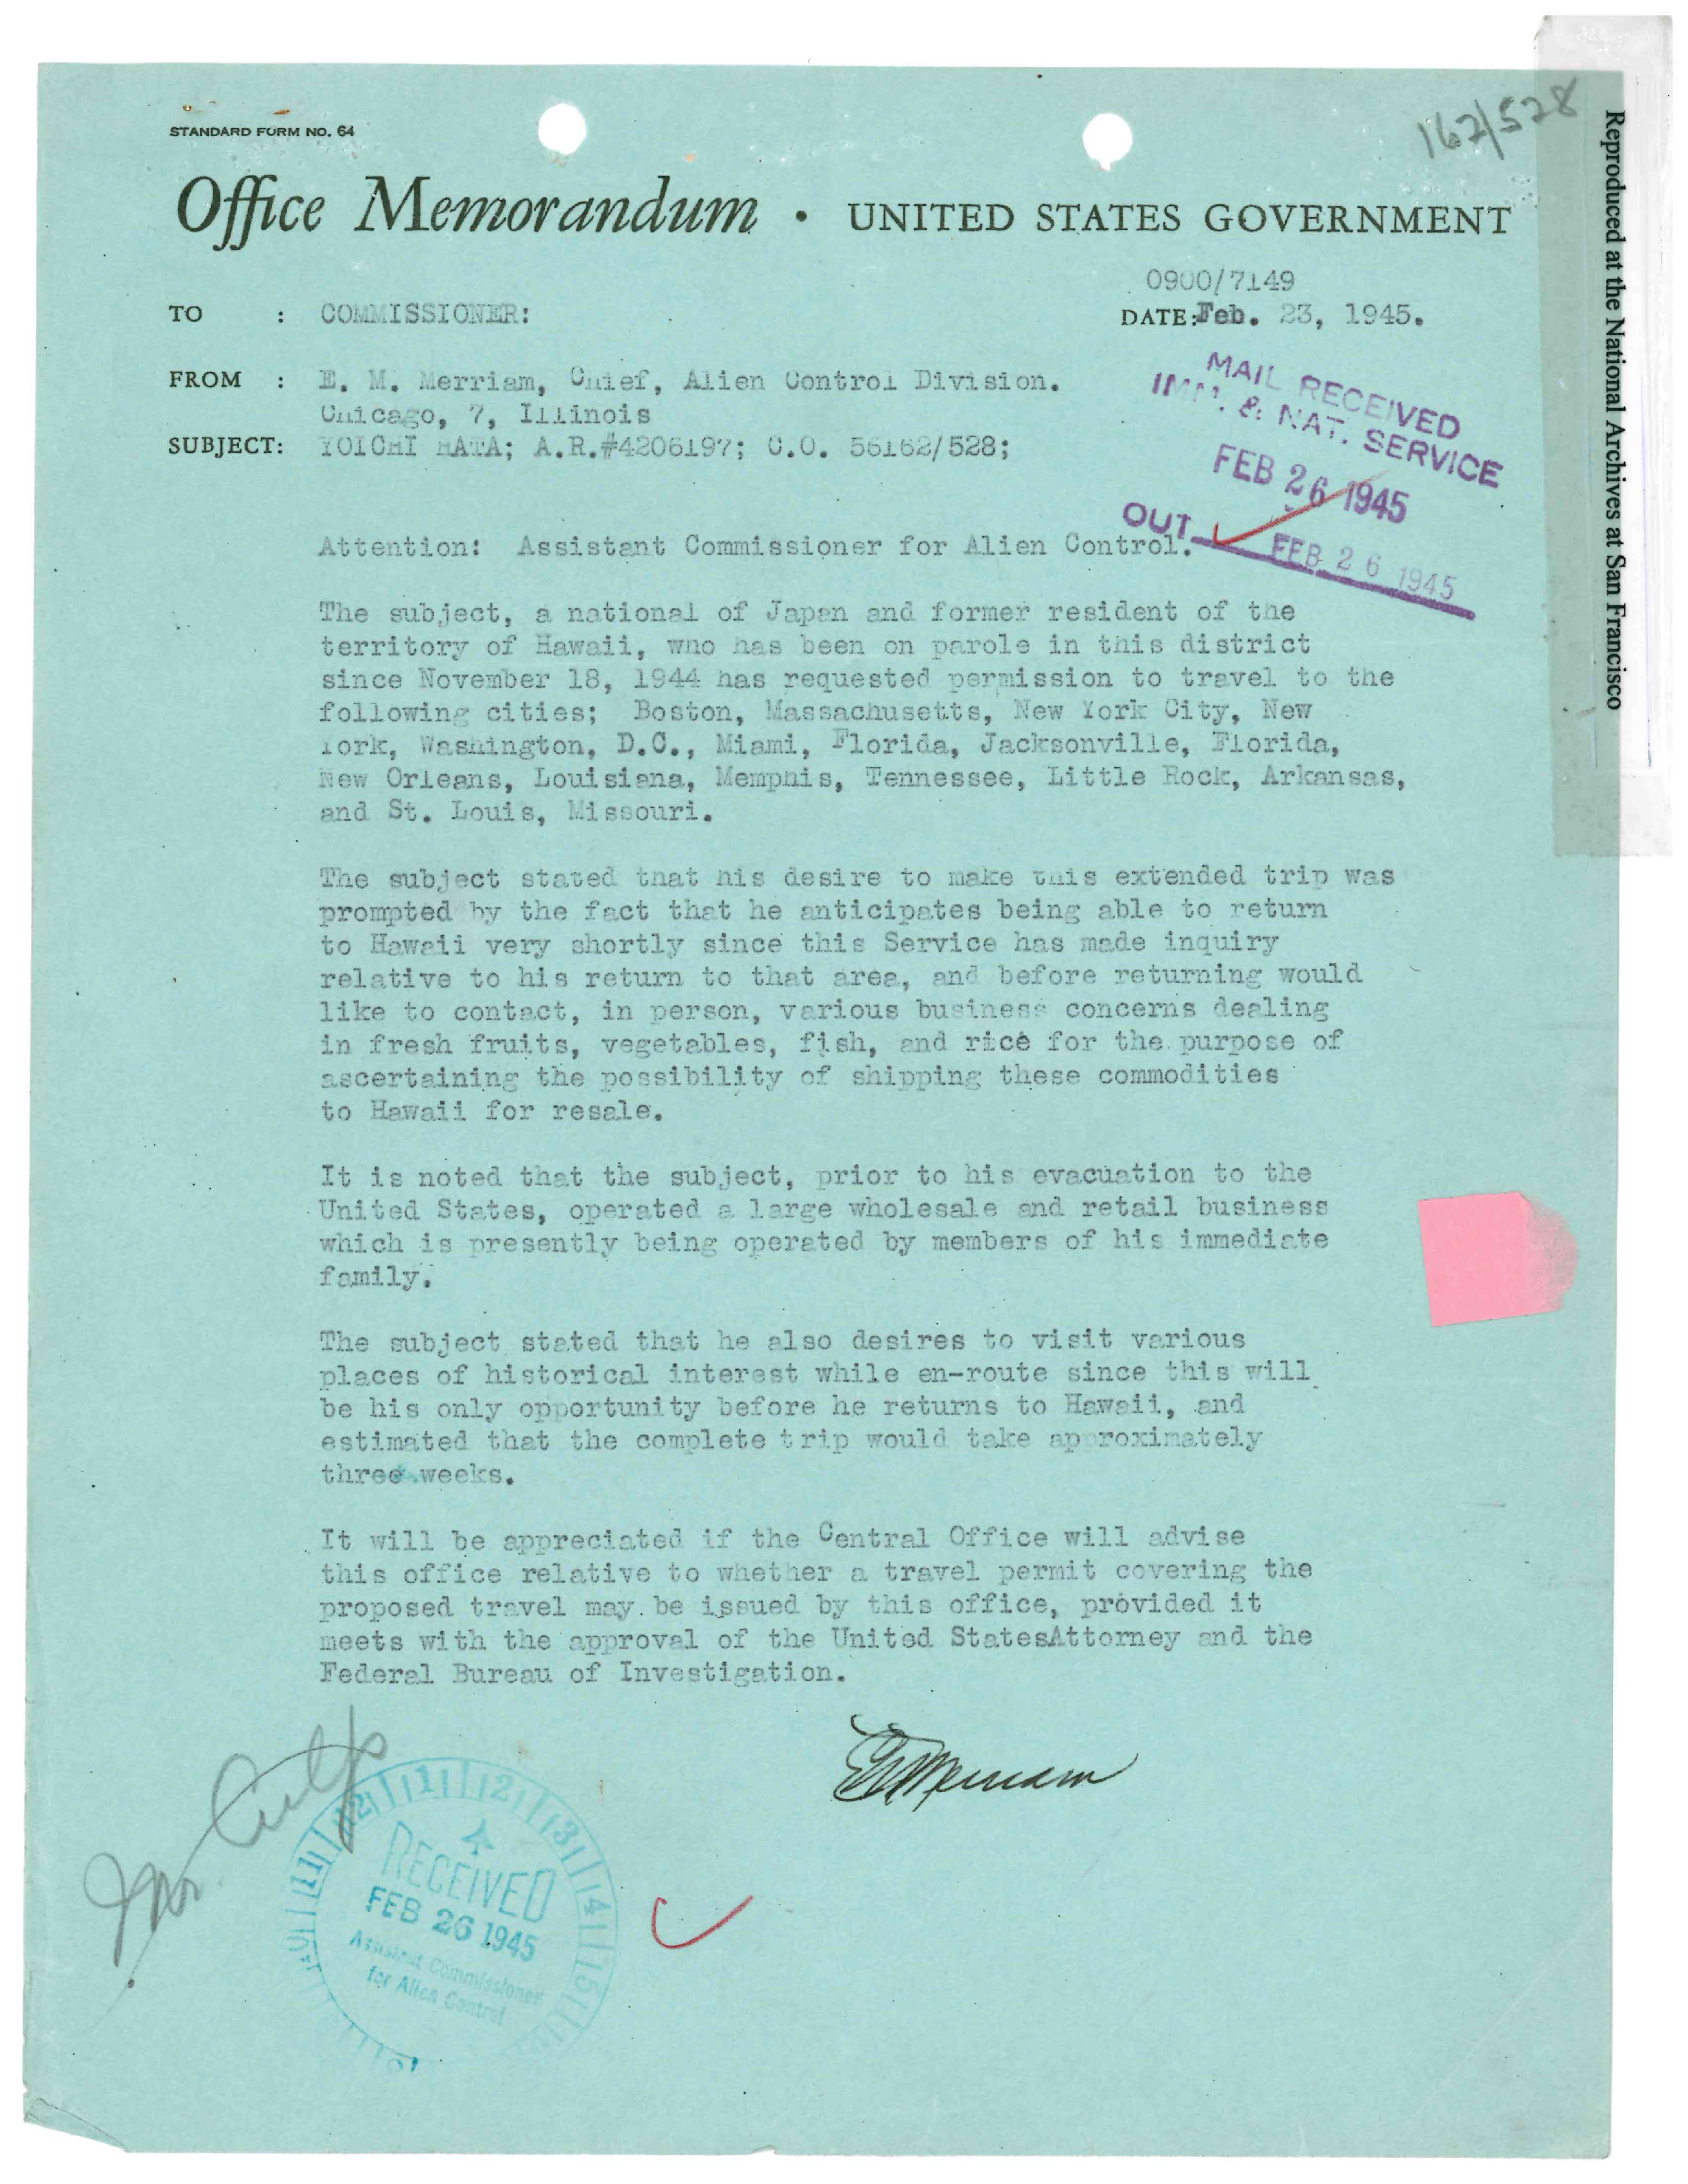 STANDARD FORM NO. 64
162/528
Office Memorandum • UNITED STATES GOVERNMENT
0900/7149
TO : COMMISSIONER:
DATE: Feb. 23, 1945.
FROM : E. M. Merriam, Chief, Alien Control Division.
Chicago, 7, Illinois
SUBJECT: YOICHI HATA; A.R.#4206197; C.O. 56162/528;
MAIL RECEIVED
IMM. & NAT. SERVICE
FEB 26 1945
OUT
FEB 26 1945
Attention: Assistant Commissioner for Alien Control.
The subject, a national of Japan and former resident of the
territory of Hawaii, who has been on parole in this district
since November 18, 1944 has requested permission to travel to the
following cities; Boston, Massachusetts, New York City, New
York, Washington, D.C., Miami, Florida, Jacksonville, Florida,
New Orleans, Louisiana, Memphis, Tennessee, Little Rock, Arkansas,
and St. Louis, Missouri.
The subject stated that his desire to make this extended trip was
prompted by the fact that he anticipates being able to return
to Hawaii very shortly since this Service has made inquiry
relative to his return to that area, and before returning would
like to contact, in person, various business concerns dealing
in fresh fruits, vegetables, fish, and rice for the purpose of
ascertaining the possibility of shipping these commodities
to Hawaii for resale.
It is noted that the subject, prior to his evacuation to the
United States, operated a large wholesale and retail business
which is presently being operated by members of his immediate
family.
The subject stated that he also desires to visit various
places of historical interest while en-route since this will
be his only opportunity before he returns to Hawaii, and
estimated that the complete trip would take approximately
three weeks.
It will be appreciated if the Central Office will advise
this office relative to whether a travel permit covering the
proposed travel may be issued by this office, provided it
meets with the approval of the United StatesAttorney and the
Federal Bureau of Investigation.
EMMerriam
Mr.
RECEIVED
FEB 26 1945
Assistant Commissioner
for Alien Control
Reproduced at the National Archives at San Francisco